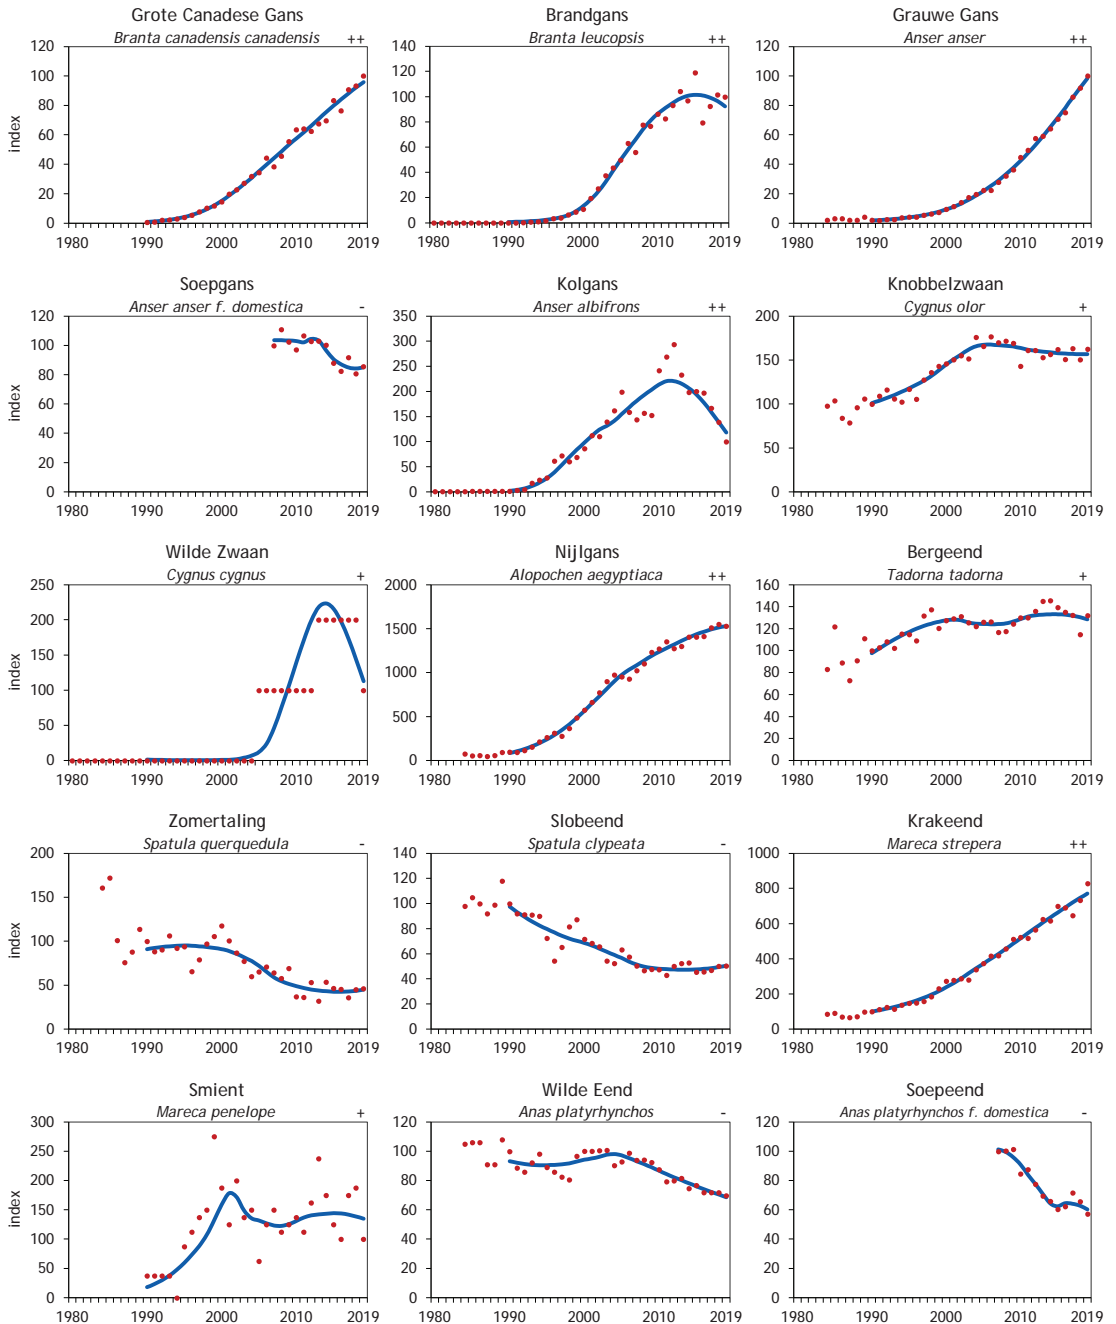 Grote Canadese Gans
Branta canadensis canadensis ++
120
100
80
60
40
20
0
index
1980 1990 2000 2010 2019
Brandgans
Branta leucopsis ++
140
120
100
80
60
40
20
0
1980 1990 2000 2010 2019
Grauwe Gans
Anser anser ++
120
100
80
60
40
20
0
1980 1990 2000 2010 2019
Soepgans
Anser anser f. domestica -
120
100
80
60
40
20
0
index
1980 1990 2000 2010 2019
Kolgans
Anser albifrons ++
350
300
250
200
150
100
50
0
1980 1990 2000 2010 2019
Knobbelzwaan
Cygnus olor +
200
150
100
50
0
1980 1990 2000 2010 2019
Wilde Zwaan
Cygnus cygnus +
250
200
150
100
50
0
index
1980 1990 2000 2010 2019
Nijlgans
Alopochen aegyptiaca ++
2000
1500
1000
500
0
1980 1990 2000 2010 2019
Bergeend
Tadorna tadorna +
160
140
120
100
80
60
40
20
0
1980 1990 2000 2010 2019
Zomertaling
Spatula querquedula -
200
150
100
50
0
index
1980 1990 2000 2010 2019
Slobeend
Spatula clypeata -
140
120
100
80
60
40
20
0
1980 1990 2000 2010 2019
Krakeend
Mareca strepera ++
1000
800
600
400
200
0
1980 1990 2000 2010 2019
Smient
Mareca penelope +
300
250
200
150
100
50
0
index
1980 1990 2000 2010 2019
Wilde Eend
Anas platyrhynchos -
120
100
80
60
40
20
0
1980 1990 2000 2010 2019
Soepeend
Anas platyrhynchos f. domestica -
120
100
80
60
40
20
0
1980 1990 2000 2010 2019